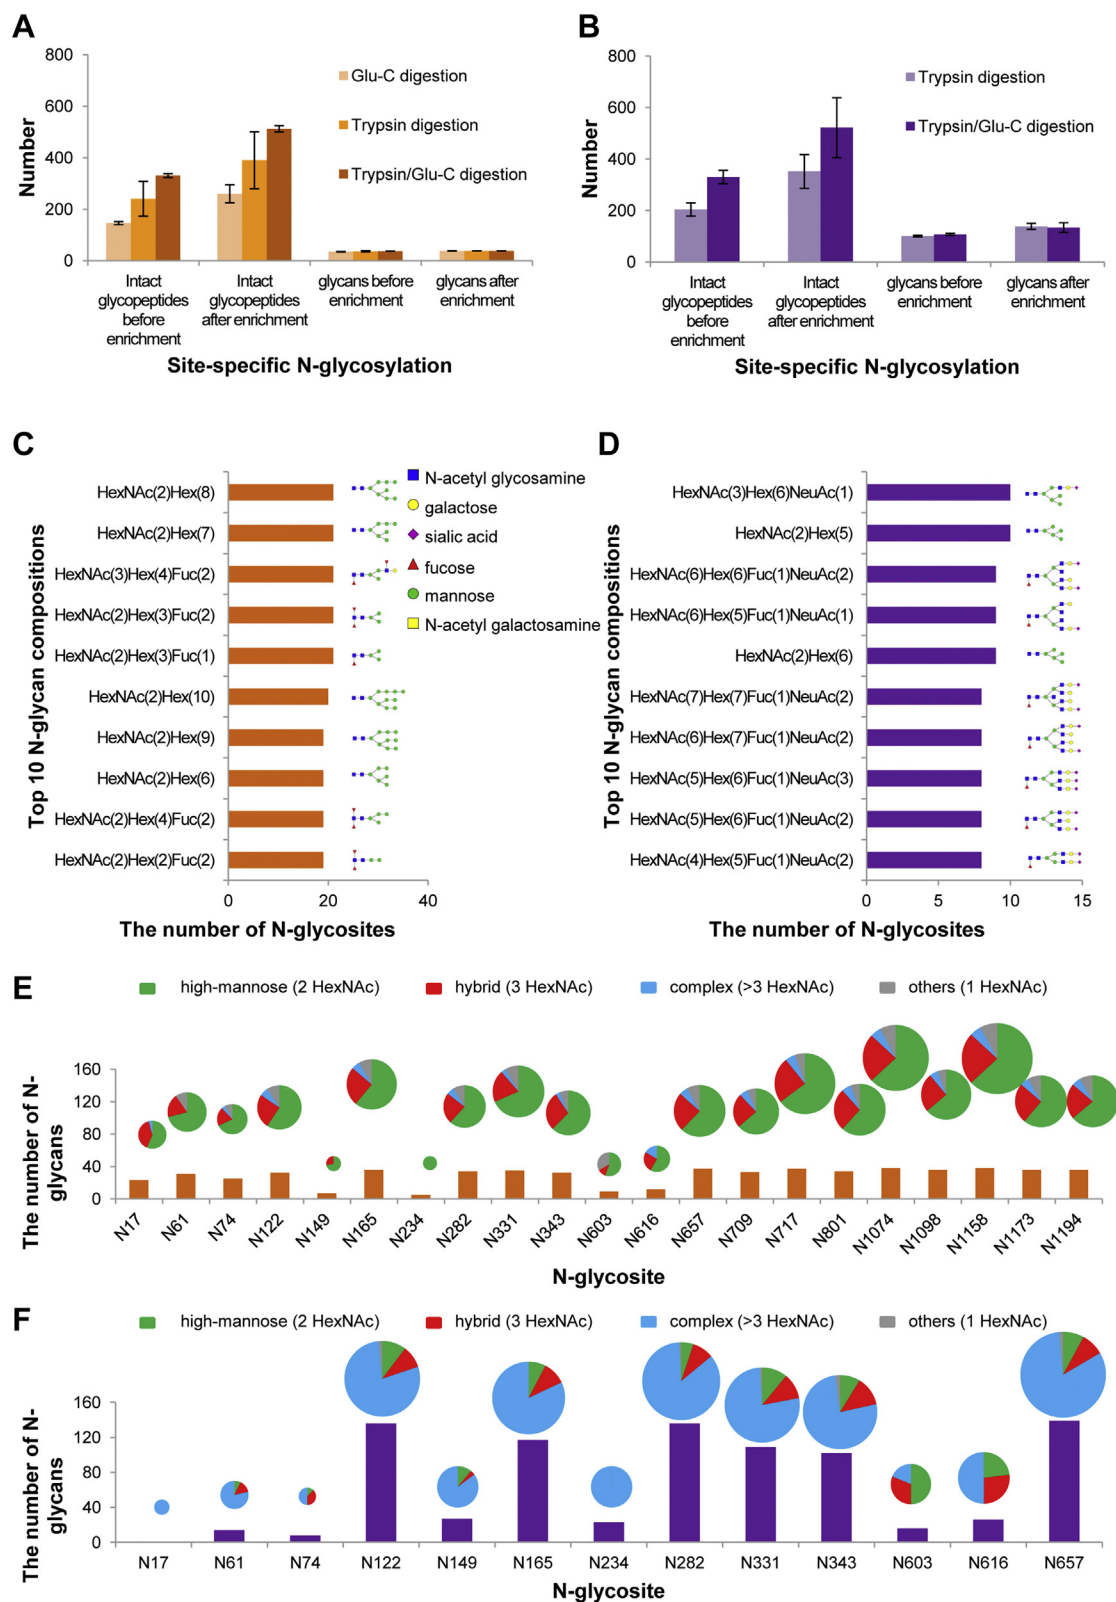 A
800
600
400
200
0
Number
Glu-C digestion
Trypsin digestion
Trypsin/Glu-C digestion
Intact
glycopeptides
before
enrichment
Intact
glycopeptides
after enrichment
glycans before
enrichment
glycans after
enrichment
Site-specific N-glycosylation
B
800
600
400
200
0
Number
Trypsin digestion
Trypsin/Glu-C digestion
Intact
glycopeptides
before
enrichment
Intact
glycopeptides
after enrichment
glycans before
enrichment
glycans after
enrichment
Site-specific N-glycosylation
C
Top 10 N-glycan compositions
HexNAc(2)Hex(8)
HexNAc(2)Hex(7)
HexNAc(3)Hex(4)Fuc(2)
HexNAc(2)Hex(3)Fuc(2)
HexNAc(2)Hex(3)Fuc(1)
HexNAc(2)Hex(10)
HexNAc(2)Hex(9)
HexNAc(2)Hex(6)
HexNAc(2)Hex(4)Fuc(2)
HexNAc(2)Hex(2)Fuc(2)
0 20 40
The number of N-glycosites
N-acetyl glycosamine
galactose
sialic acid
fucose
mannose
N-acetyl galactosamine
D
Top 10 N-glycan compositions
HexNAc(3)Hex(6)NeuAc(1)
HexNAc(2)Hex(5)
HexNAc(6)Hex(6)Fuc(1)NeuAc(2)
HexNAc(6)Hex(5)Fuc(1)NeuAc(1)
HexNAc(2)Hex(6)
HexNAc(7)Hex(7)Fuc(1)NeuAc(2)
HexNAc(6)Hex(7)Fuc(1)NeuAc(2)
HexNAc(5)Hex(6)Fuc(1)NeuAc(3)
HexNAc(5)Hex(6)Fuc(1)NeuAc(2)
HexNAc(4)Hex(5)Fuc(1)NeuAc(2)
0 5 10 15
The number of N-glycosites
E
high-mannose (2 HexNAc) hybrid (3 HexNAc) complex (>3 HexNAc) others (1 HexNAc)
The number of N-
glycans
160
120
80
40
0
N17 N61 N74 N122 N149 N165 N234 N282 N331 N343 N603 N616 N657 N709 N717 N801 N1074 N1098 N1158 N1173 N1194
N-glycosite
F
high-mannose (2 HexNAc) hybrid (3 HexNAc) complex (>3 HexNAc) others (1 HexNAc)
The number of N-
glycans
160
120
80
40
0
N17 N61 N74 N122 N149 N165 N234 N282 N331 N343 N603 N616 N657
N-glycosite